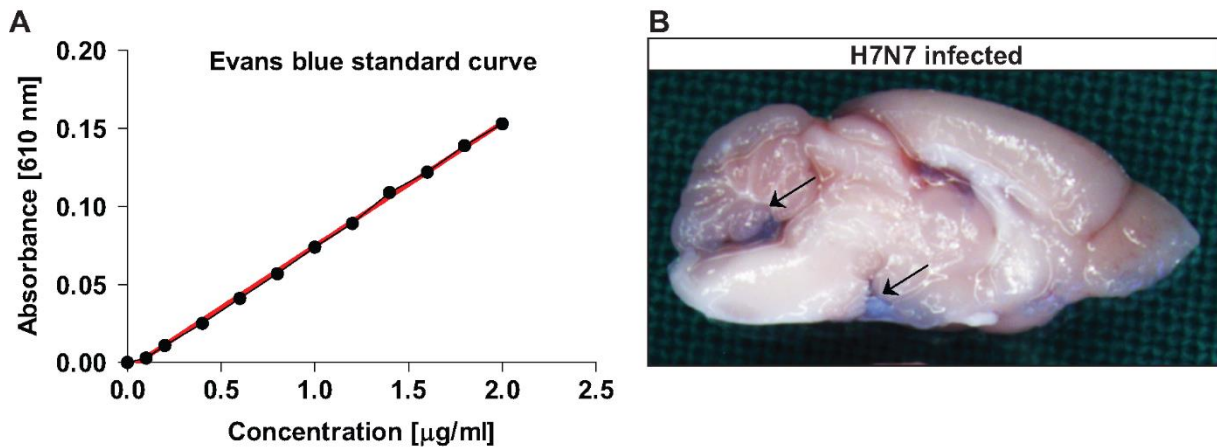 A
Evans blue standard curve
Absorbance [610 nm]
0.20
0.15
0.10
0.05
0.00
0.0 0.5 1.0 1.5 2.0 2.5
Concentration [µg/ml]
B
H7N7 infected